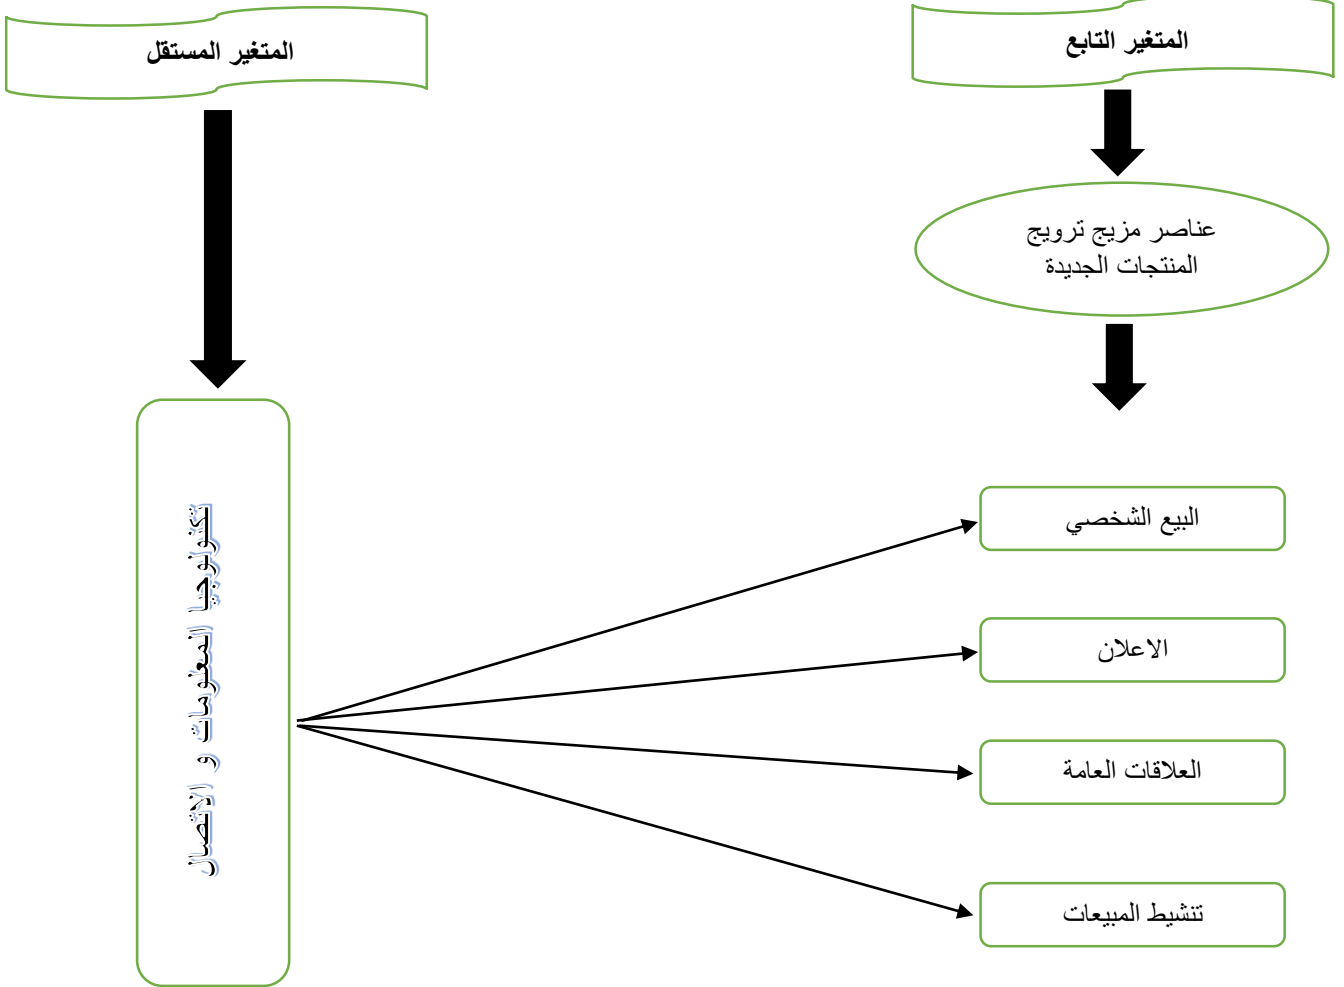 المتغير التابع
المتغير المستقل
عناصر مزيج ترويج
المنتجات الجديدة
البيع الشخصي
الاعلان
العلاقات العامة
تنشيط المبيعات
تكنولوجيا المعلومات و الاتصال